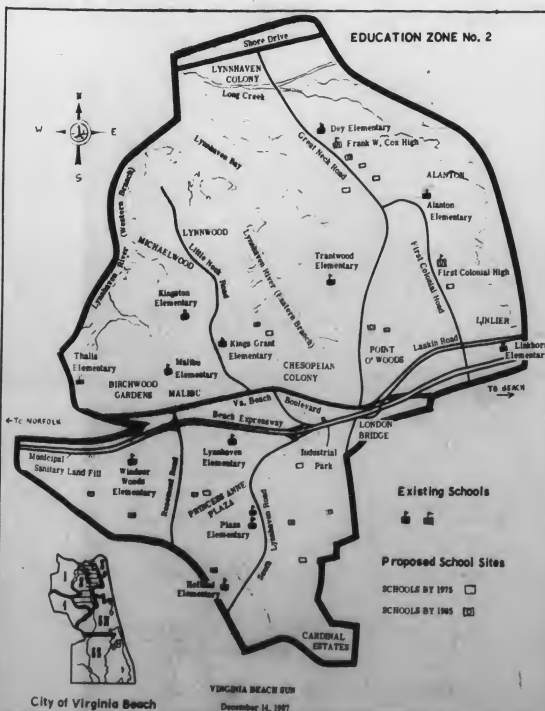 EDUCATION ZONE No. 2
Shore Drive
LYNNHAVEN
COLONY
Long Creek
N
W
E
S
Dey Elementary
Frank W. Cox High
Great Neck Road
Lynnhaven Bay
ALANTON
Alanton
Elementary
Lynnhaven River (Western Branch)
LYNNWOOD
MICHAELWOOD
Little Neck Road
Lynnhaven River (Eastern Branch)
Trantwood
Elementary
First Colonial Road
First Colonial High
Kingston
Elementary
LINLIER
Kings Grant
Elementary
POINT
O' WOODS
Laskin Road
Linkhorn
Elementary
Thalia
Elementary
Malibu
Elementary
CHESOPEIAN
COLONY
BIRCHWOOD
GARDENS
MALIBU
TO BEACH
Va. Beach Boulevard
To NORFOLK
Beach Expressway
LONDON
BRIDGE
Municipal
Sanitary Land Fill
Windsor
Woods
Elementary
Rosemont Road
Lynnhaven
Elementary
Industrial
Park
PRINCESS ANNE
PLAZA
Plaza
Elementary
South Lynnhaven Road
Existing Schools
Proposed School Sites
SCHOOLS BY 1975
SCHOOLS BY 1985
Holland
Elementary
CARDINAL
ESTATES
City of Virginia Beach
VIRGINIA BEACH SUN
December 14, 1967